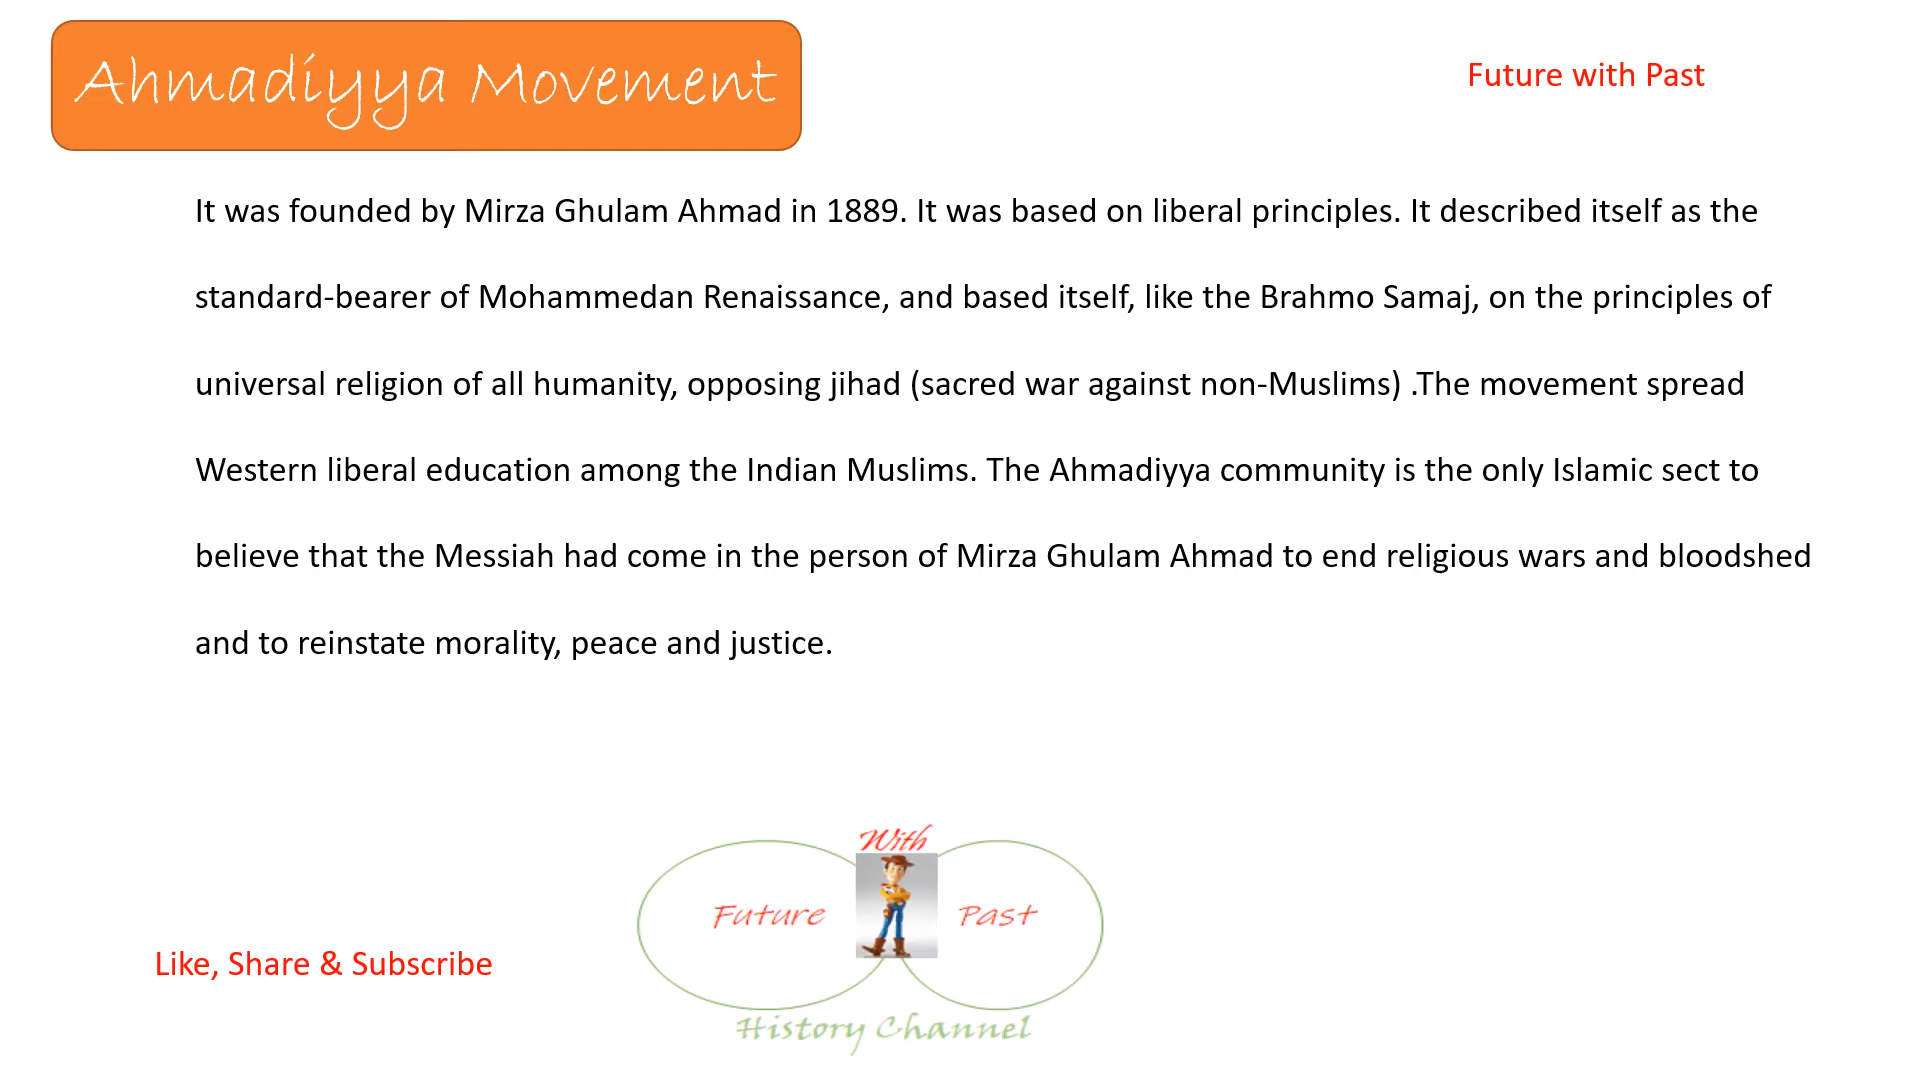 Ahmadiyya Movement
Future with Past
It was founded by Mirza Ghulam Ahmad in 1889. It was based on liberal principles. It described itself as the
standard-bearer of Mohammedan Renaissance, and based itself, like the Brahmo Samaj, on the principles of
universal religion of all humanity, opposing jihad (sacred war against non-Muslims) .The movement spread
Western liberal education among the Indian Muslims. The Ahmadiyya community is the only Islamic sect to
believe that the Messiah had come in the person of Mirza Ghulam Ahmad to end religious wars and bloodshed
and to reinstate morality, peace and justice.
With
Future
Past
Like, Share & Subscribe
History Channel